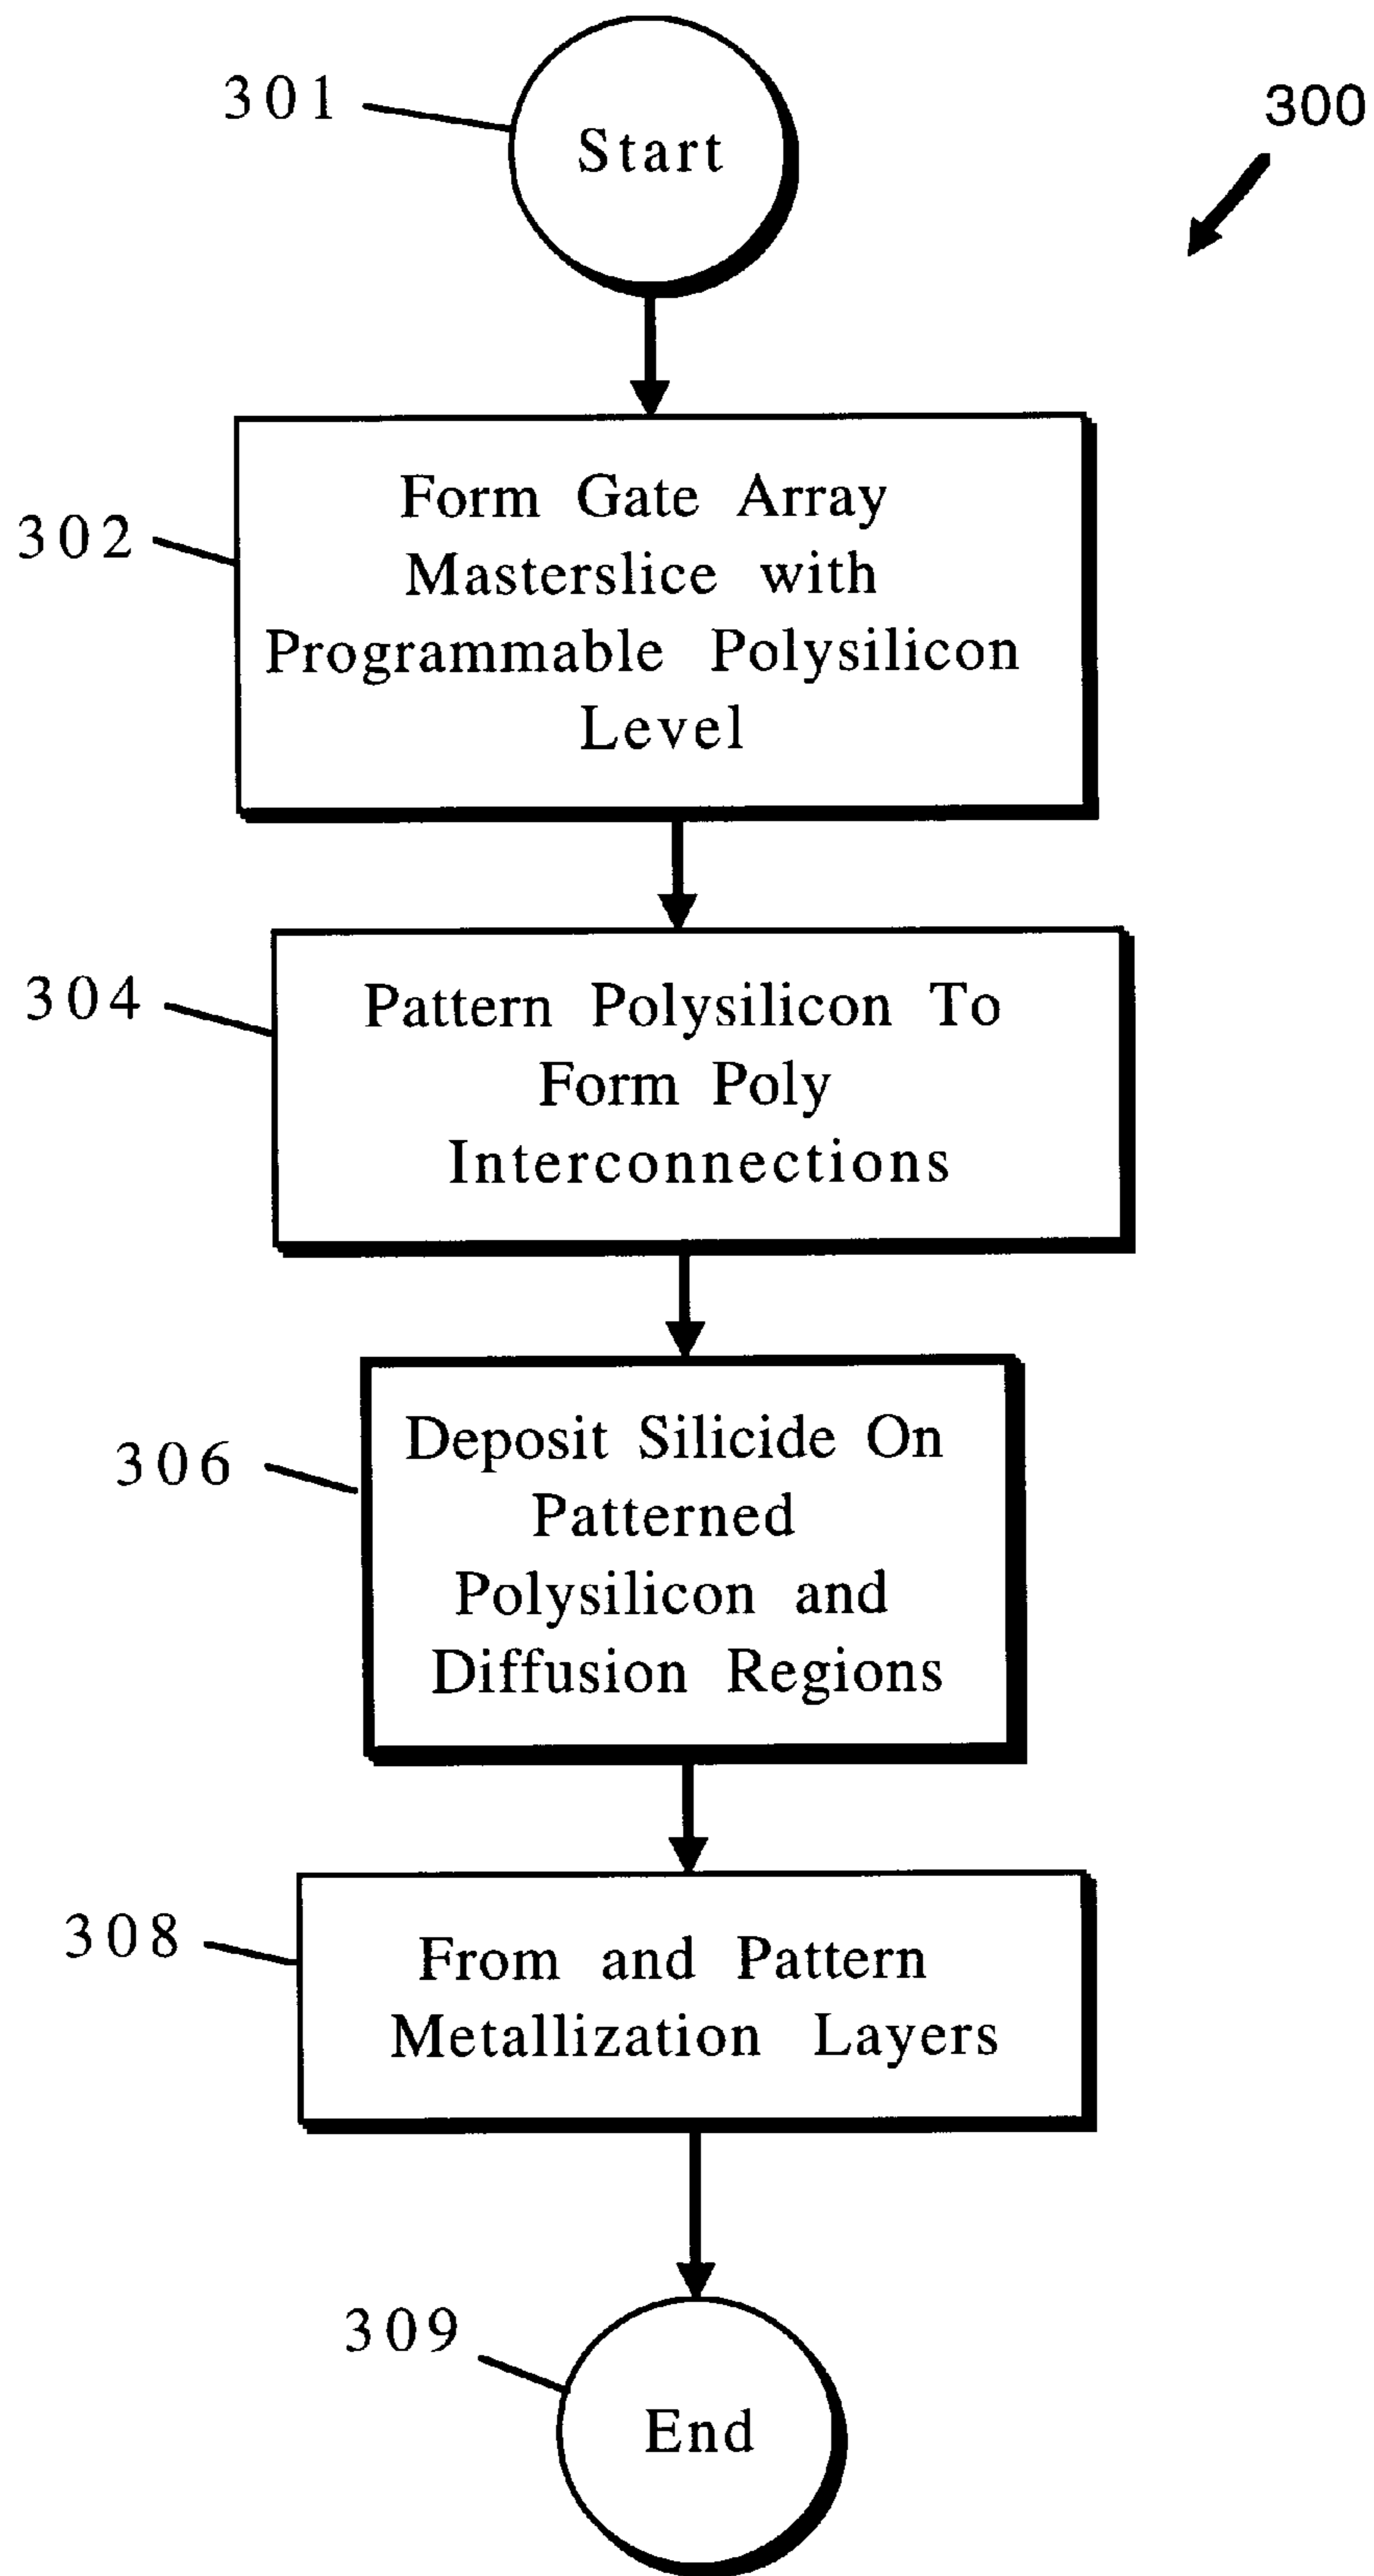 301
Start
300
302
Form Gate Array
Masterslice with
Programmable Polysilicon
Level
304
Pattern Polysilicon To
Form Poly
Interconnections
306
Deposit Silicide On
Patterned
Polysilicon and
Diffusion Regions
308
From and Pattern
Metallization Layers
309
End